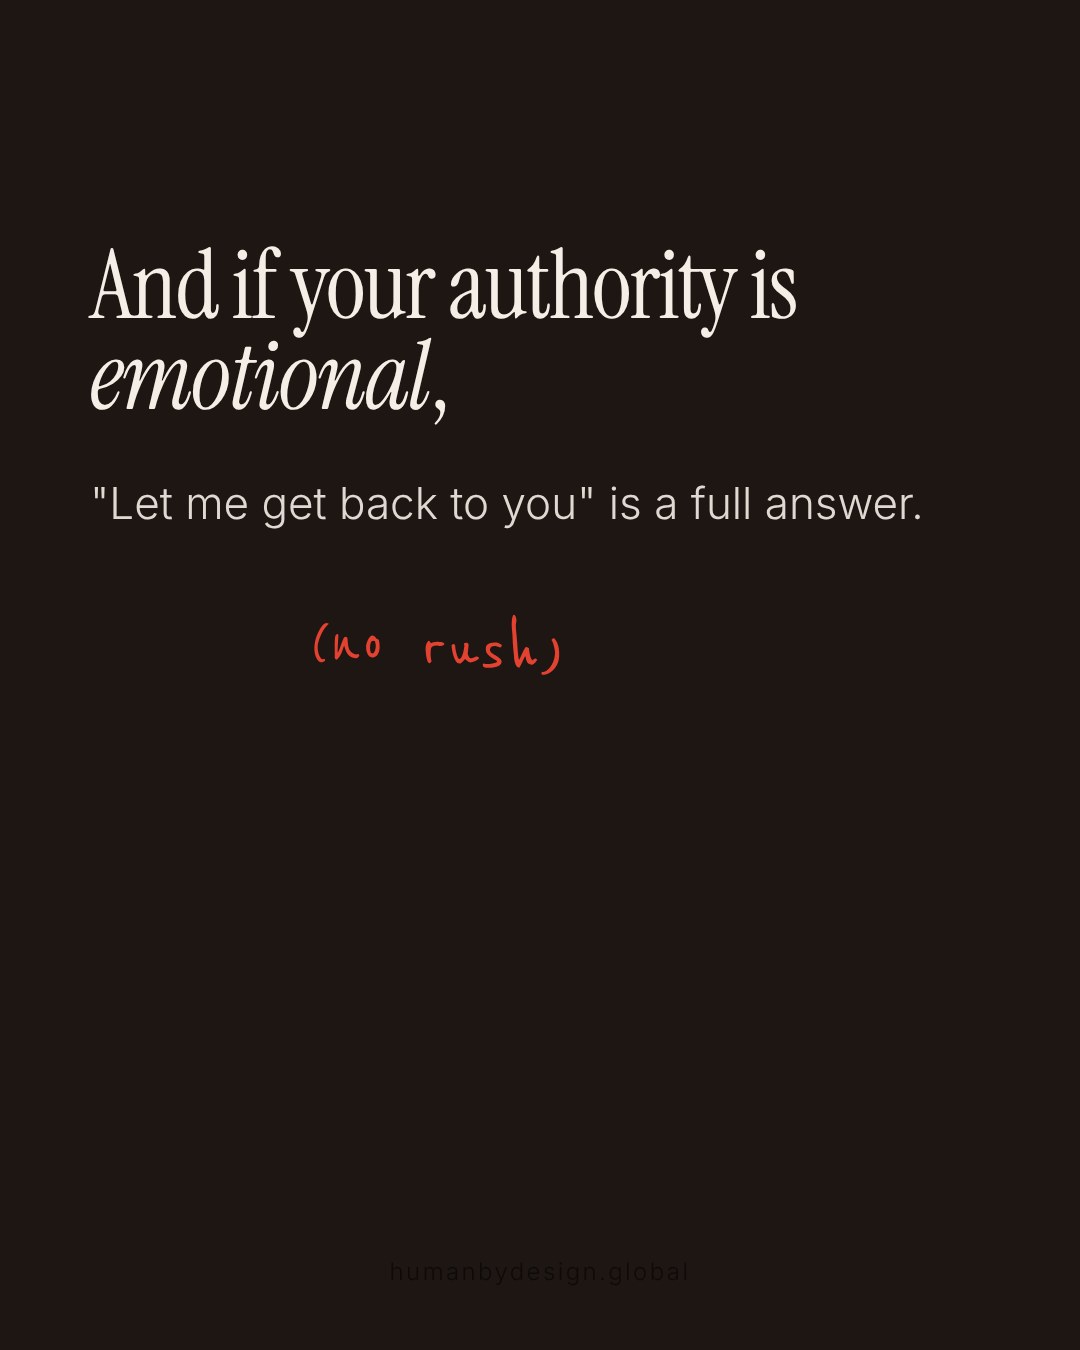 And if your authority is
emotional,
"Let me get back to you" is a full answer.
(no rush)
humanbydesign.global